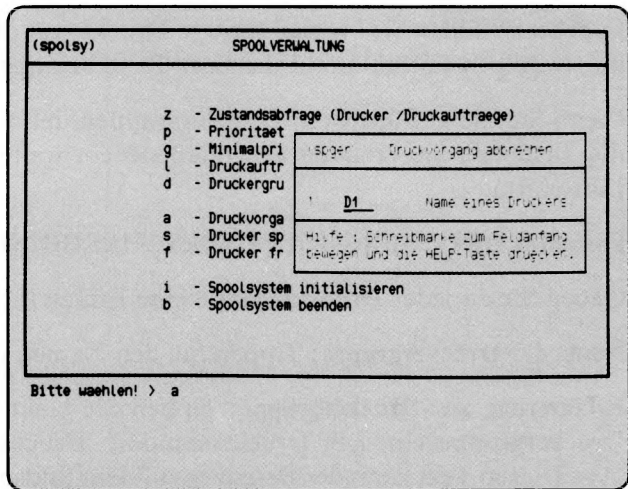 (spolsy) SPOOLVERWALTUNG
z - Zustandsabfrage (Drucker /Druckauftraege)
p - Prioritaet
g - Minimalpri
l - Druckauftr
d - Druckergru
a - Druckvorga
s - Drucker sp
f - Drucker fr
i - Spoolsystem initialisieren
b - Spoolsystem beenden
spger Druckvorgang abbrechen
! D1 Name eines Druckers
Hilfe : Schreibmarke zum Feldanfang
bewegen und die HELP-Taste druecken.
Bitte waehlen! > a